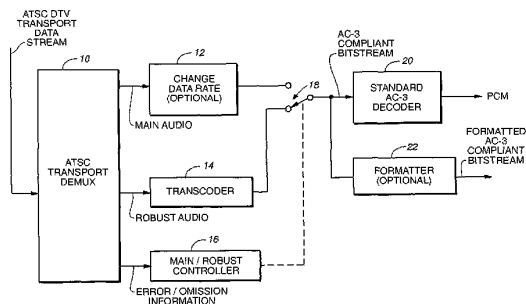 ATSC DTV
TRANSPORT
DATA
STREAM
10
ATSC
TRANSPORT
DEMUX
12
CHANGE
DATA RATE
(OPTIONAL)
MAIN AUDIO
14
TRANSCODER
ROBUST AUDIO
16
MAIN / ROBUST
CONTROLLER
ERROR / OMISSION
INFORMATION
18
AC-3
COMPLIANT
BITSTREAM
20
STANDARD
AC-3
DECODER
PCM
22
FORMATTER
(OPTIONAL)
FORMATTED
AC-3
COMPLIANT
BITSTREAM